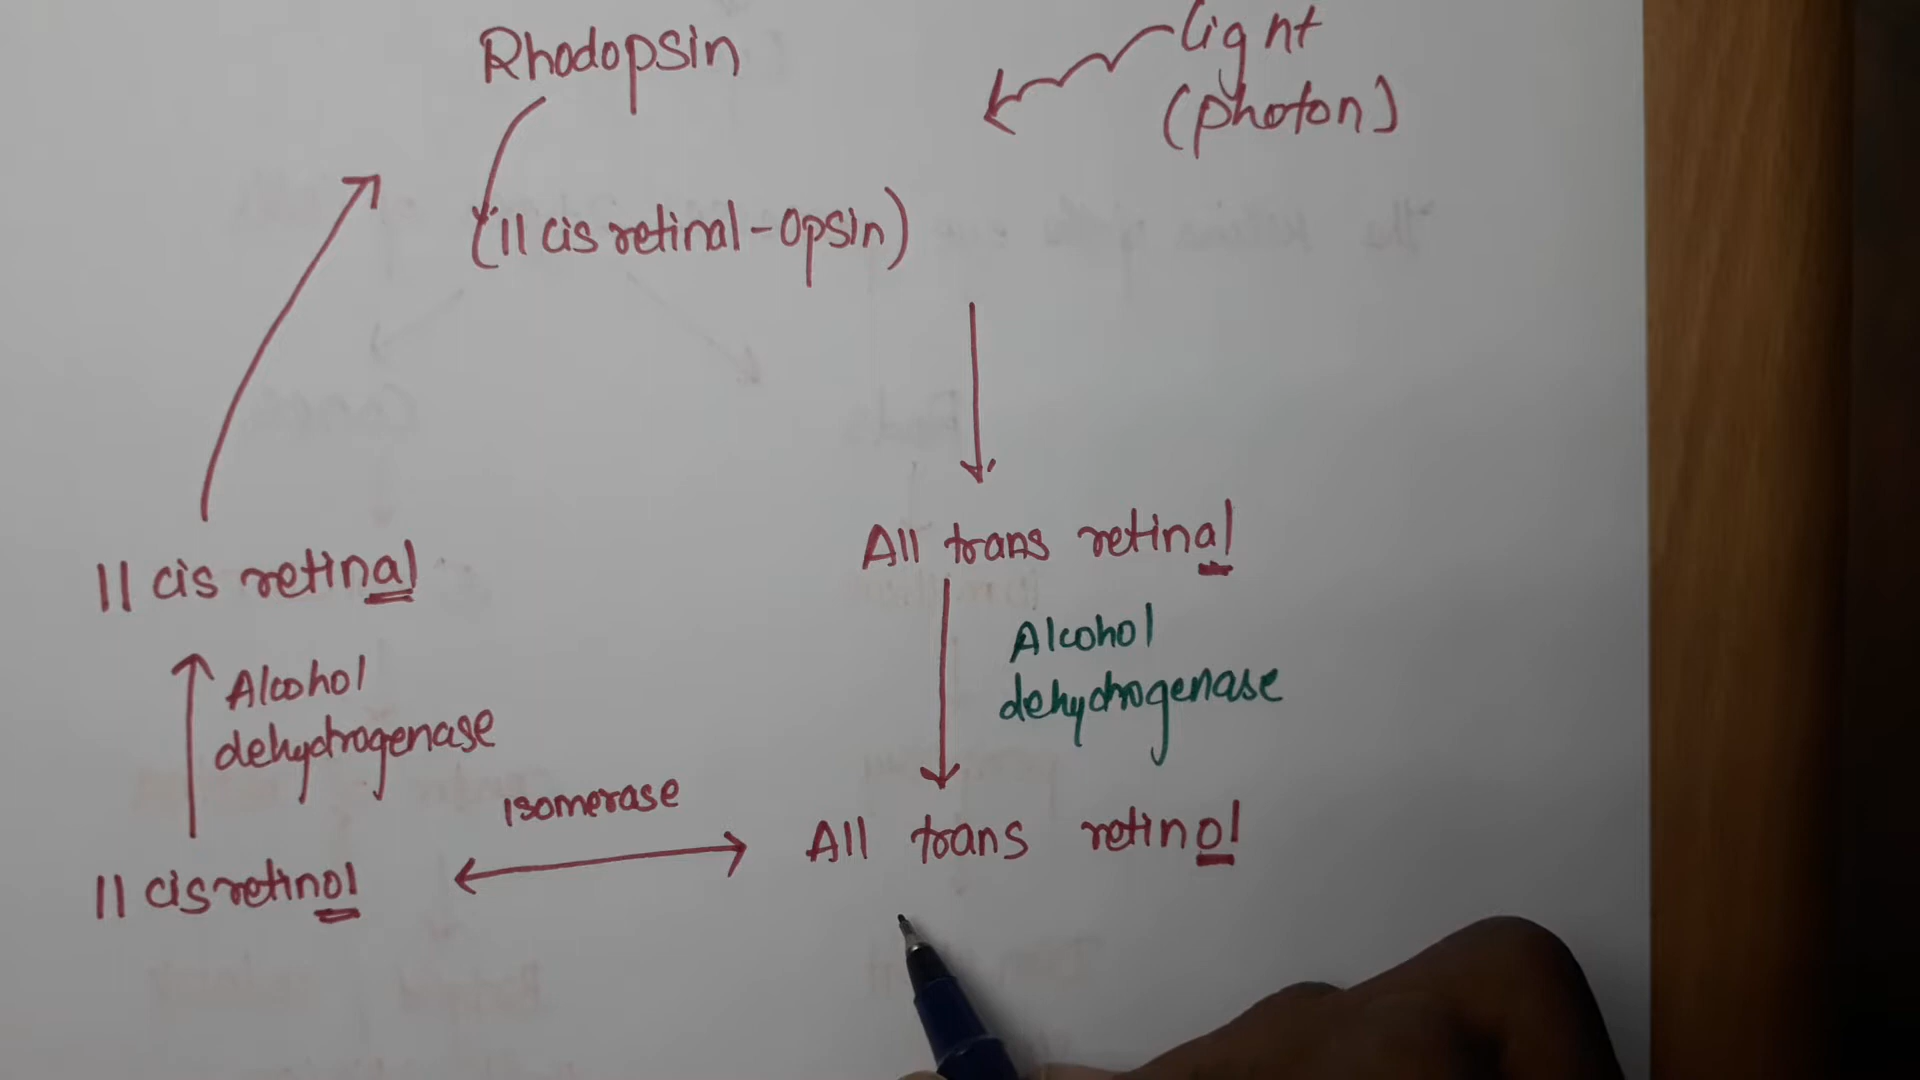 Rhodopsin
Light
(photon)
(11 cis retinal - opsin)
All trans retinal
11 cis retinal
Alcohol
dehydrogenase
Alcohol
dehydrogenase
Isomerase
All trans retinol
11 cis retinol